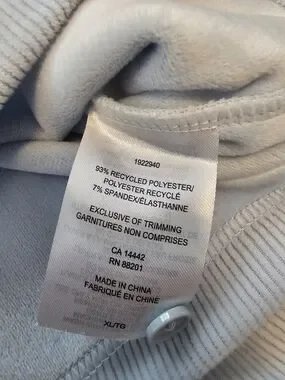 1922940
93% RECYCLED POLYESTER/
POLYESTER RECYCLÉ
7% SPANDEX/ÉLASTHANNE
EXCLUSIVE OF TRIMMING
GARNITURES NON COMPRISES
CA 14442
RN 88201
MADE IN CHINA
FABRIQUÉ EN CHINE
XL/TG